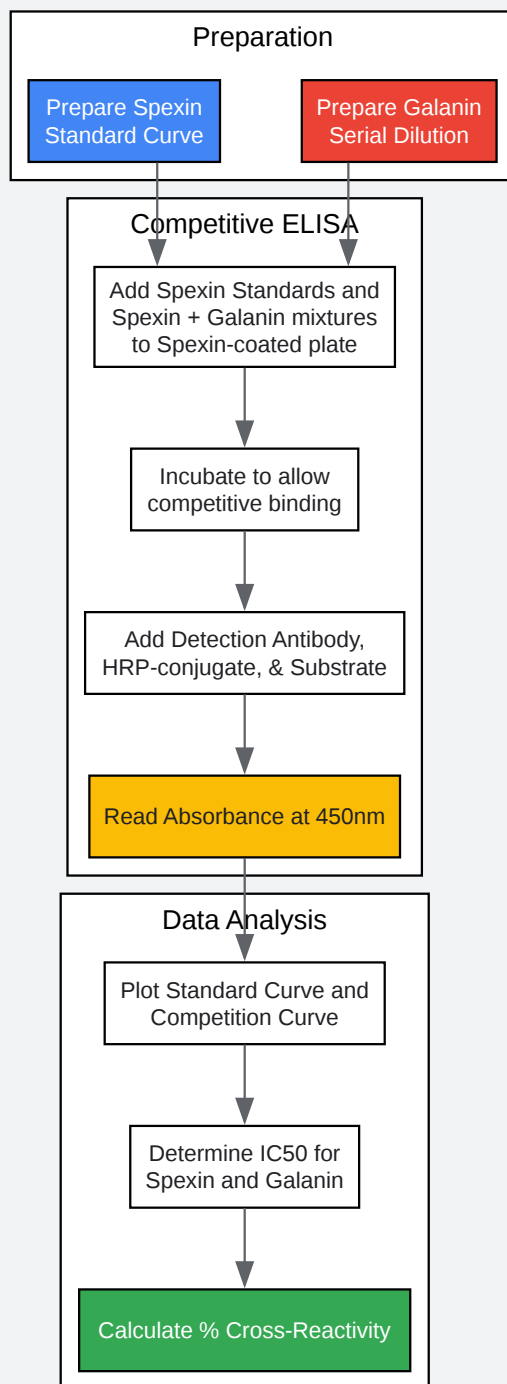 Preparation
Prepare Spexin
Standard Curve
Prepare Galanin
Serial Dilution
Competitive ELISA
Add Spexin Standards and
Spexin + Galanin mixtures
to Spexin-coated plate
Incubate to allow
competitive binding
Add Detection Antibody,
HRP-conjugate, & Substrate
Read Absorbance at 450nm
Data Analysis
Plot Standard Curve and
Competition Curve
Determine IC50 for
Spexin and Galanin
Calculate % Cross-Reactivity